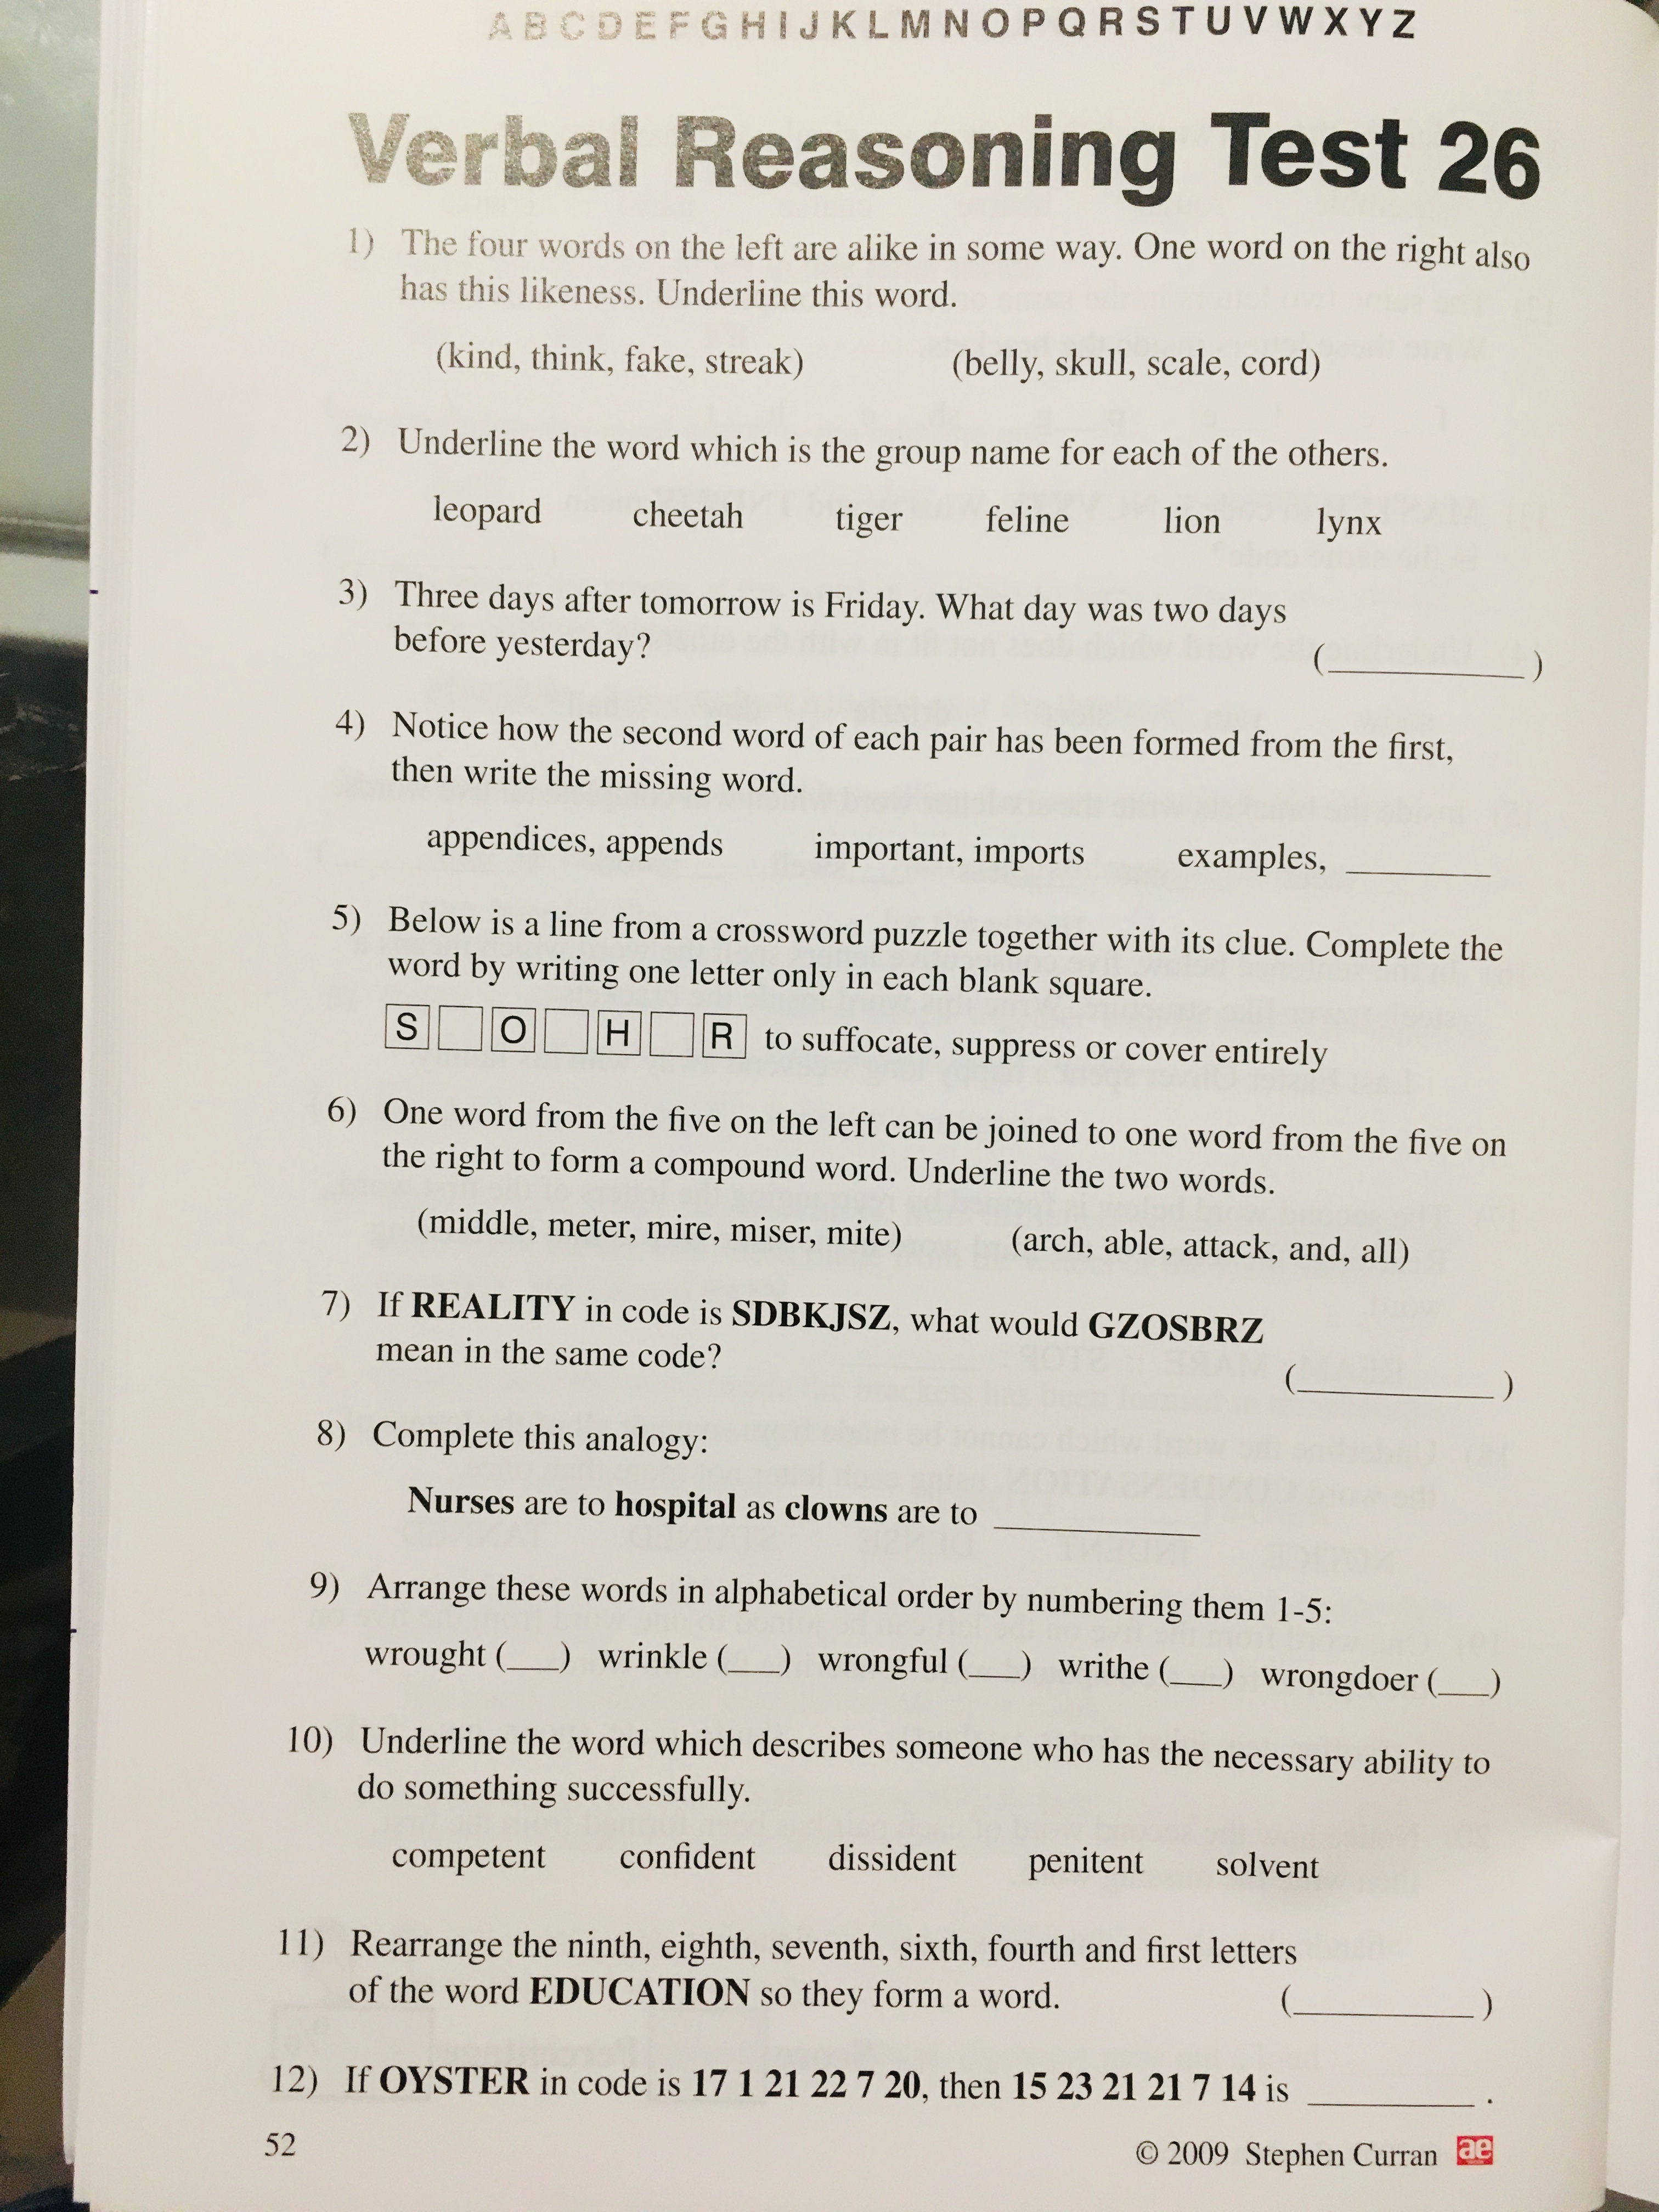 A B C D E F G H I J K L M N O P Q R S T U V W X Y Z
Verbal Reasoning Test 26
1) The four words on the left are alike in some way. One word on the right also
has this likeness. Underline this word.
(kind, think, fake, streak) (belly, skull, scale, cord)
2) Underline the word which is the group name for each of the others.
leopard cheetah tiger feline lion lynx
3) Three days after tomorrow is Friday. What day was two days
before yesterday? (__________)
4) Notice how the second word of each pair has been formed from the first,
then write the missing word.
appendices, appends important, imports examples, ________
5) Below is a line from a crossword puzzle together with its clue. Complete the
word by writing one letter only in each blank square.
S O H R to suffocate, suppress or cover entirely
6) One word from the five on the left can be joined to one word from the five on
the right to form a compound word. Underline the two words.
(middle, meter, mire, miser, mite) (arch, able, attack, and, all)
7) If REALITY in code is SDBKJSZ, what would GZOSBRZ
mean in the same code? (__________)
8) Complete this analogy:
Nurses are to hospital as clowns are to __________
9) Arrange these words in alphabetical order by numbering them 1-5:
wrought (___) wrinkle (___) wrongful (___) writhe (___) wrongdoer (___)
10) Underline the word which describes someone who has the necessary ability to
do something successfully.
competent confident dissident penitent solvent
11) Rearrange the ninth, eighth, seventh, sixth, fourth and first letters
of the word EDUCATION so they form a word. (__________)
12) If OYSTER in code is 17 1 21 22 7 20, then 15 23 21 21 7 14 is ________ .
52
© 2009 Stephen Curran ae